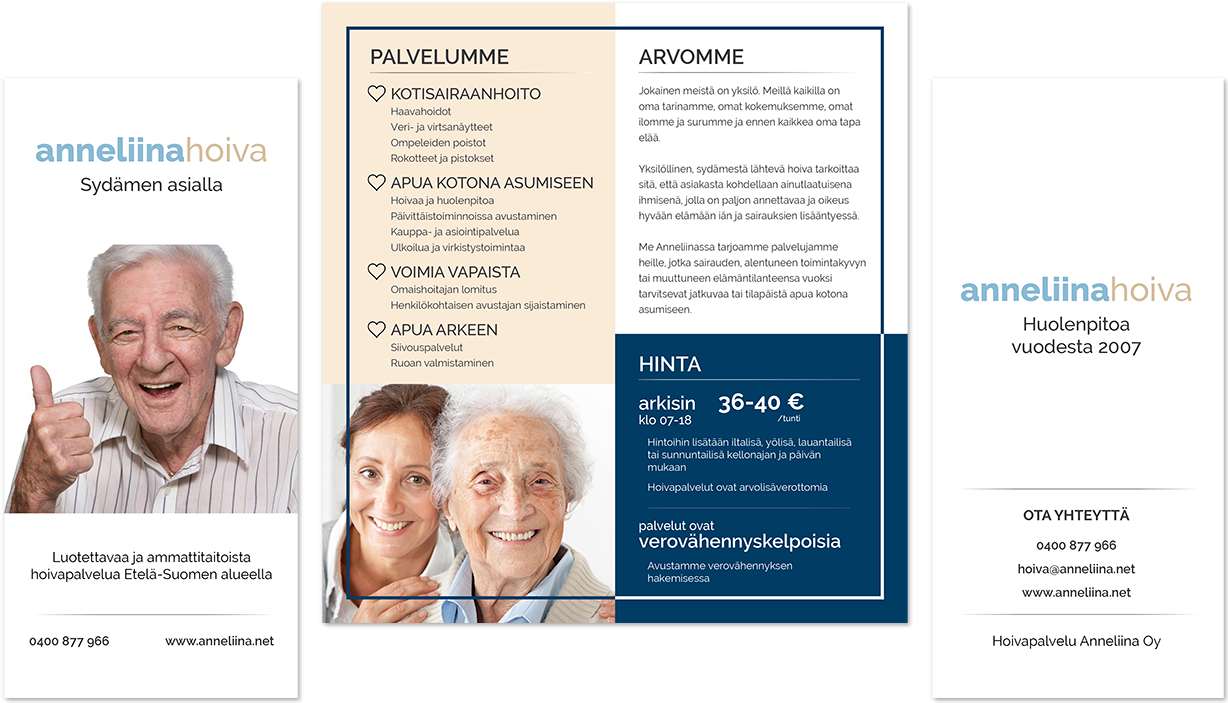 anneliinahoiva
Sydämen asialla
Luotettavaa ja ammattitaitoista
hoivapalvelua Etelä-Suomen alueella
0400 877 966
www.anneliina.net
PALVELUMME
KOTISAIRAANHOITO
Haavahoidot
Veri- ja virtsanäytteet
Ompeleiden poistot
Rokotteet ja pistokset
APUA KOTONA ASUMISEEN
Hoivaa ja huolenpitoa
Päivittäistoiminnoissa avustaminen
Kauppa- ja asiointipalvelua
Ulkoilua ja virkistystoimintaa
VOIMIA VAPAISTA
Omaishoitajan lomitus
Henkilökohtaisen avustajan sijaistaminen
APUA ARKEEN
Siivouspalvelut
Ruoan valmistaminen
ARVOMME
Jokainen meistä on yksilö. Meillä kaikilla on
oma tarinamme, omat kokemuksemme, omat
ilomme ja surumme ja ennen kaikkea oma tapa
elää.
Yksilöllinen, sydämestä lähtevä hoiva tarkoittaa
sitä, että asiakasta kohdellaan ainutlaatuisena
ihmisenä, jolla on paljon annettavaa ja oikeus
hyvään elämään iän ja sairauksien lisääntyessä.
Me Anneliinassa tarjoamme palvelujamme
heille, jotka sairauden, alentuneen toimintakyvyn
tai muuttuneen elämäntilanteensa vuoksi
tarvitsevat jatkuvaa tai tilapäistä apua kotona
asumiseen.
HINTA
arkisin 36-40 €
klo 07-18 /tunti
Hintoihin lisätään iltalisä, yölisä, lauantailisä
tai sunnuntailisä kellonajan ja päivän
mukaan
Hoivapalvelut ovat arvolisäverottomia
palvelut ovat
verovähennyskelpoisia
Avustamme verovähennyksen
hakemisessa
anneliinahoiva
Huolenpitoa
vuodesta 2007
OTA YHTEYTTÄ
0400 877 966
hoiva@anneliina.net
www.anneliina.net
Hoivapalvelu Anneliina Oy